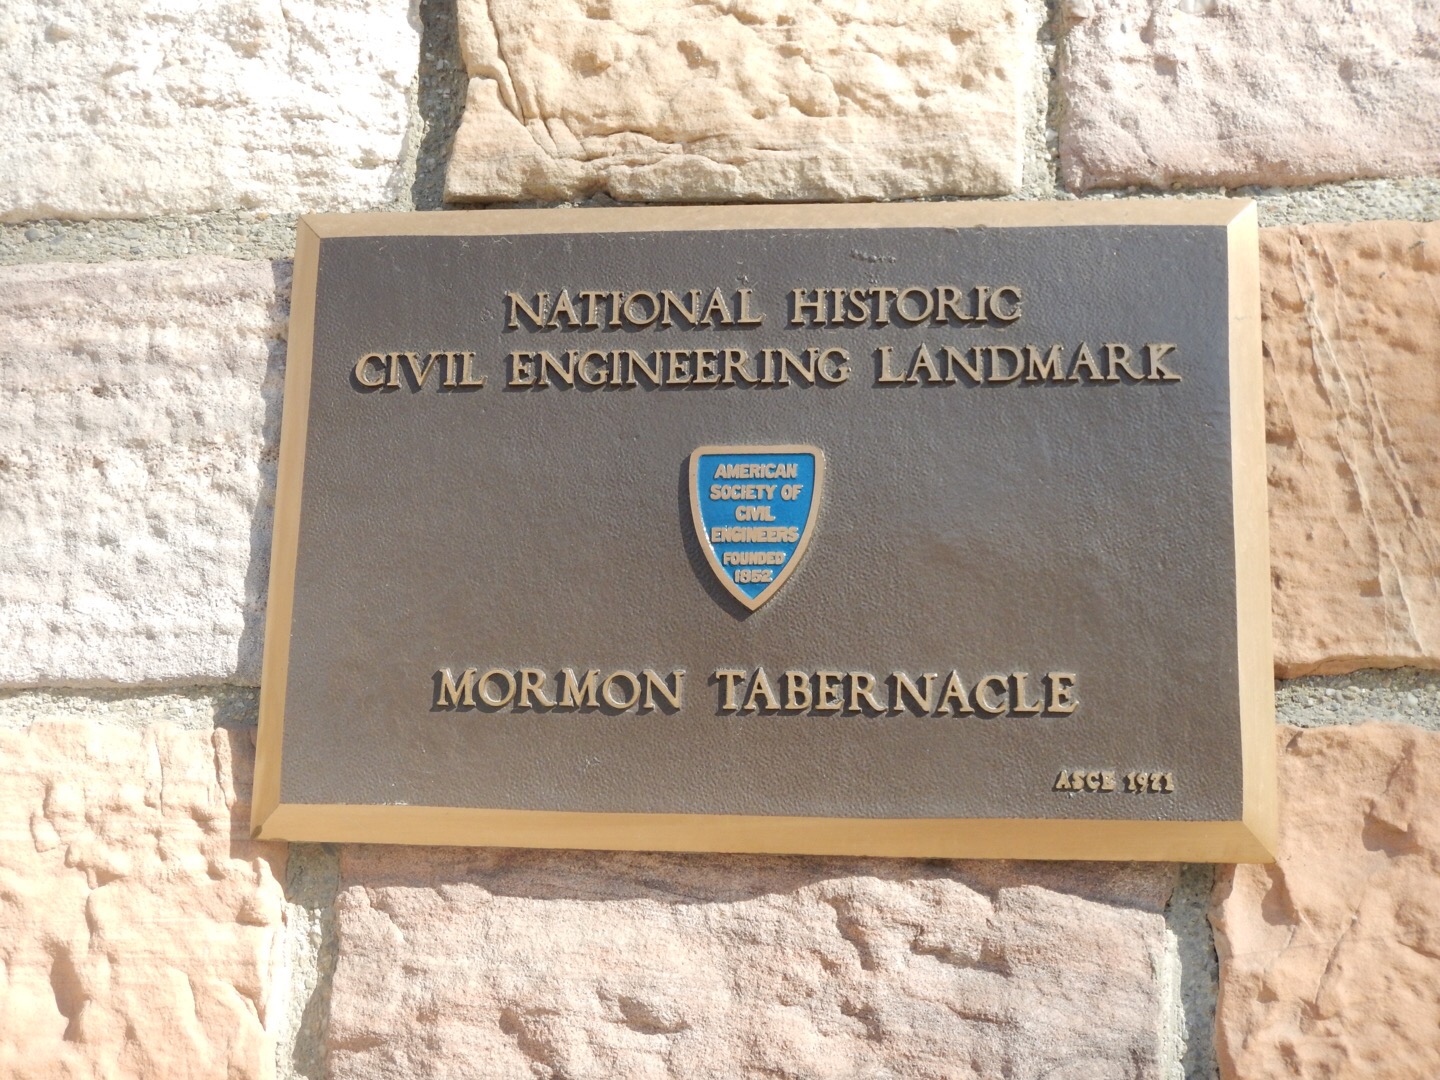 NATIONAL HISTORIC
CIVIL ENGINEERING LANDMARK
AMERICAN
SOCIETY OF
CIVIL
ENGINEERS
FOUNDED
1852
MORMON TABERNACLE
ASCE 1971